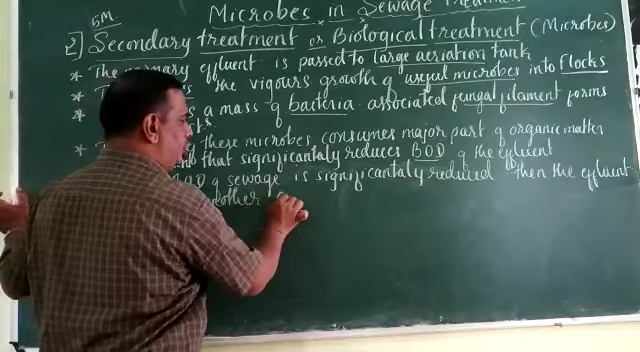 Microbes in Sewage
5M
2] Secondary treatment or Biological treatment (Microbes)
* The primary effluent is passed to large aeriation tank
* the vigours growth of useful microbes into flocks
* a mass of bacteria associated fungal filament forms
* these microbes consumes major part of organic matter
that significantaly reduces BOD of the effluent
BOD of sewage is significantaly reduced then the effluent